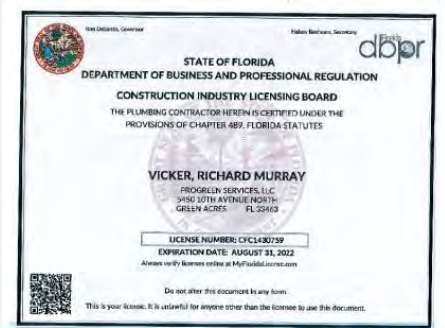 Ron DeSantis, Governor
Halsey Beshears, Secretary
Florida
dbpr
STATE OF FLORIDA
DEPARTMENT OF BUSINESS AND PROFESSIONAL REGULATION
CONSTRUCTION INDUSTRY LICENSING BOARD
THE PLUMBING CONTRACTOR HEREIN IS CERTIFIED UNDER THE
PROVISIONS OF CHAPTER 489, FLORIDA STATUTES
VICKER, RICHARD MURRAY
PROGREEN SERVICES, LLC
5450 10TH AVENUE NORTH
GREEN ACRES FL 33463
LICENSE NUMBER: CFC1430759
EXPIRATION DATE: AUGUST 31, 2022
Always verify licenses online at MyFloridaLicense.com
Do not alter this document in any form.
This is your license. It is unlawful for anyone other than the licensee to use this document.